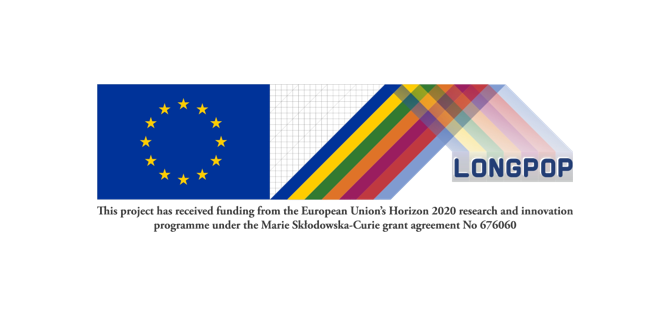 LONGPOP
This project has received funding from the European Union's Horizon 2020 research and innovation
programme under the Marie Skłodowska-Curie grant agreement No 676060